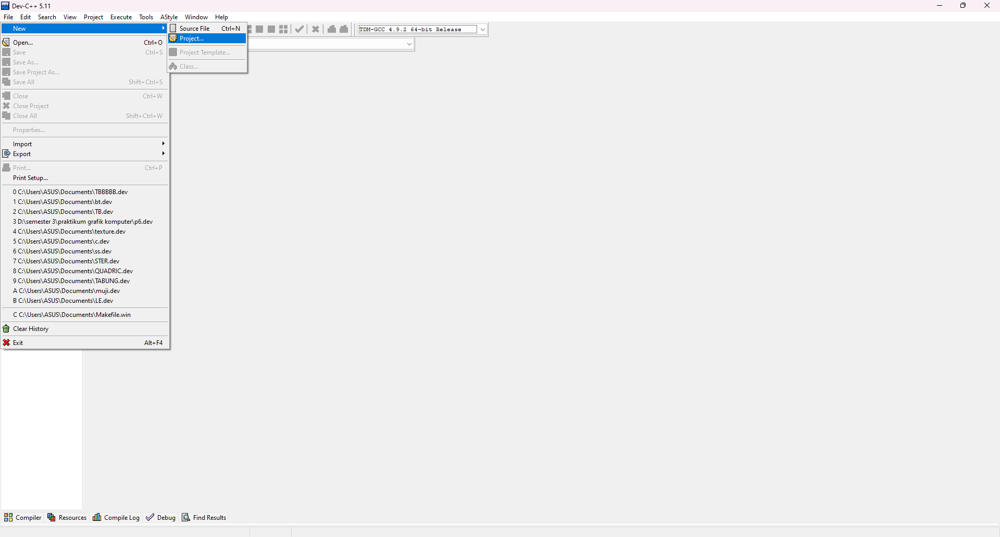 Dev-C++ 5.11
File Edit Search View Project Execute Tools AStyle Window Help
New
Source File Ctrl+N
Project...
Project Template...
Class...
TDM-GCC 4.9.2 64-bit Release
Open... Ctrl+O
Save Ctrl+S
Save As...
Save Project As...
Save All Shift+Ctrl+S
Close Ctrl+W
Close Project
Close All Shift+Ctrl+W
Properties...
Import
Export
Print... Ctrl+P
Print Setup...
0 C:\Users\ASUS\Documents\TBBBBB.dev
1 C:\Users\ASUS\Documents\bt.dev
2 C:\Users\ASUS\Documents\TB.dev
3 D:\semester 3\praktikum grafik komputer\p6.dev
4 C:\Users\ASUS\Documents\texture.dev
5 C:\Users\ASUS\Documents\c.dev
6 C:\Users\ASUS\Documents\ss.dev
7 C:\Users\ASUS\Documents\STER.dev
8 C:\Users\ASUS\Documents\QUADRIC.dev
9 C:\Users\ASUS\Documents\TABUNG.dev
A C:\Users\ASUS\Documents\muji.dev
B C:\Users\ASUS\Documents\LE.dev
C C:\Users\ASUS\Documents\Makefile.win
Clear History
Exit Alt+F4
Compiler Resources Compile Log Debug Find Results